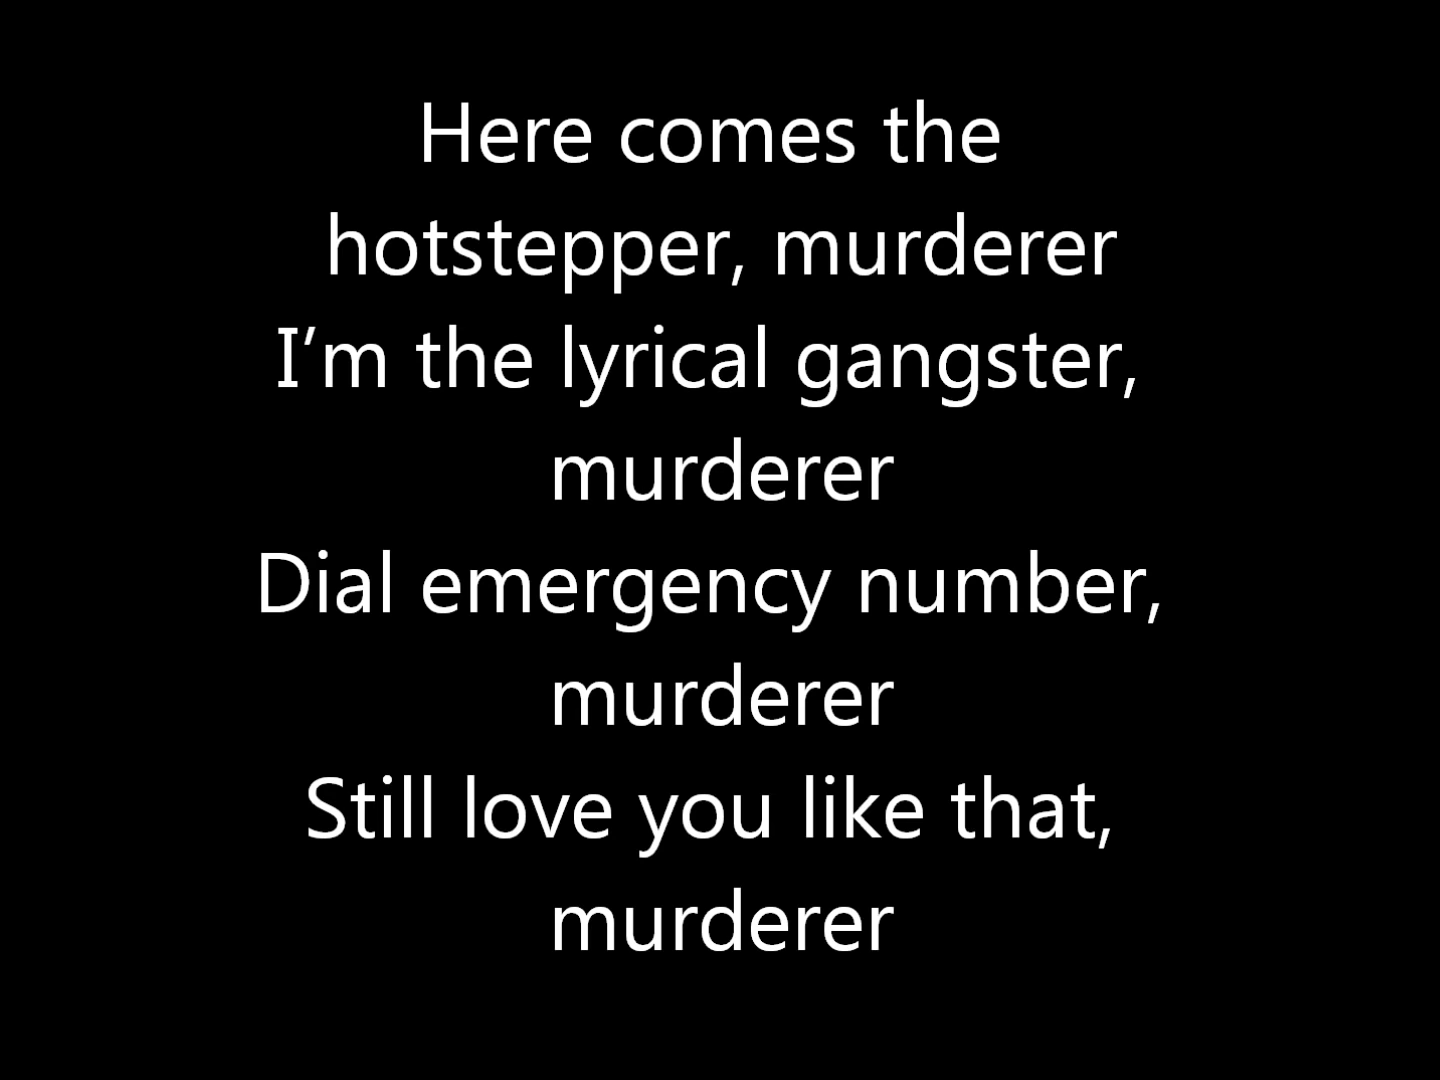 Here comes the
hotstepper, murderer
I’m the lyrical gangster,
murderer
Dial emergency number,
murderer
Still love you like that,
murderer